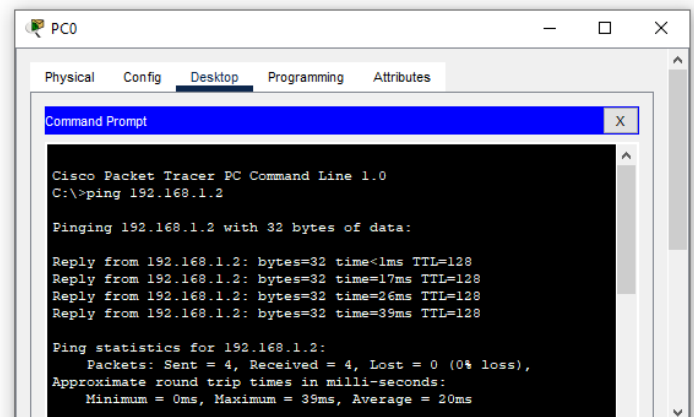 PC0
Physical Config Desktop Programming Attributes
Command Prompt
X
Cisco Packet Tracer PC Command Line 1.0
C:\>ping 192.168.1.2
Pinging 192.168.1.2 with 32 bytes of data:
Reply from 192.168.1.2: bytes=32 time<1ms TTL=128
Reply from 192.168.1.2: bytes=32 time=17ms TTL=128
Reply from 192.168.1.2: bytes=32 time=26ms TTL=128
Reply from 192.168.1.2: bytes=32 time=39ms TTL=128
Ping statistics for 192.168.1.2:
Packets: Sent = 4, Received = 4, Lost = 0 (0% loss),
Approximate round trip times in milli-seconds:
Minimum = 0ms, Maximum = 39ms, Average = 20ms